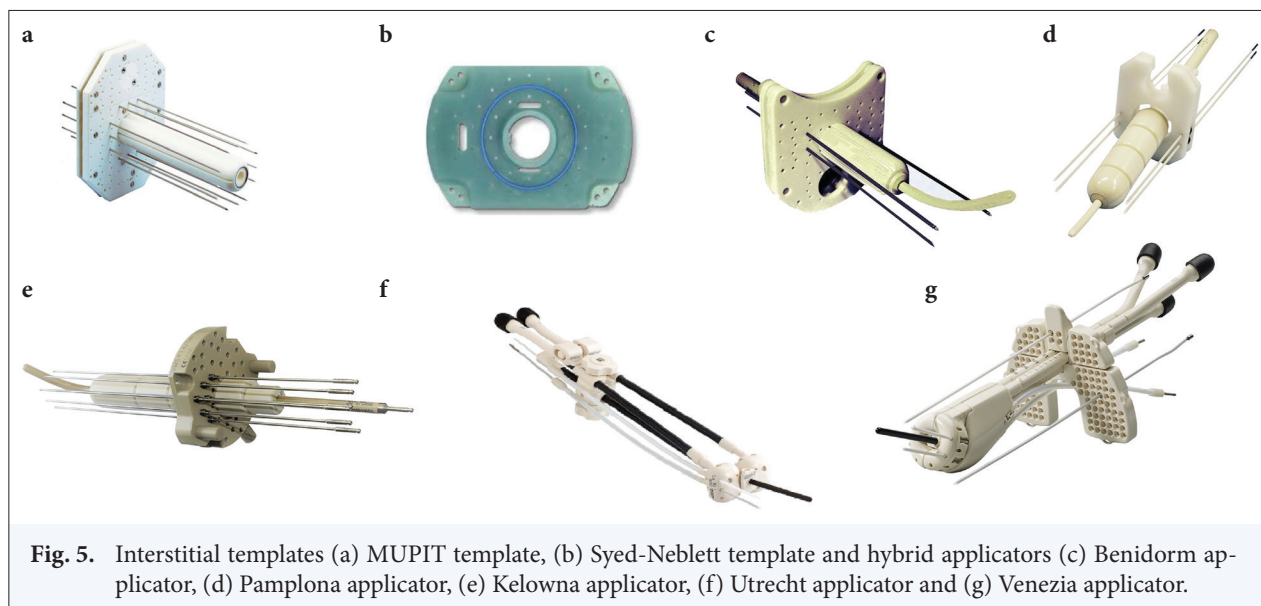 a
b
c
d
e
f
g
Fig. 5. Interstitial templates (a) MUPIT template, (b) Syed-Neblett template and hybrid applicators (c) Benidorm ap-
plicator, (d) Pamplona applicator, (e) Kelowna applicator, (f) Utrecht applicator and (g) Venezia applicator.